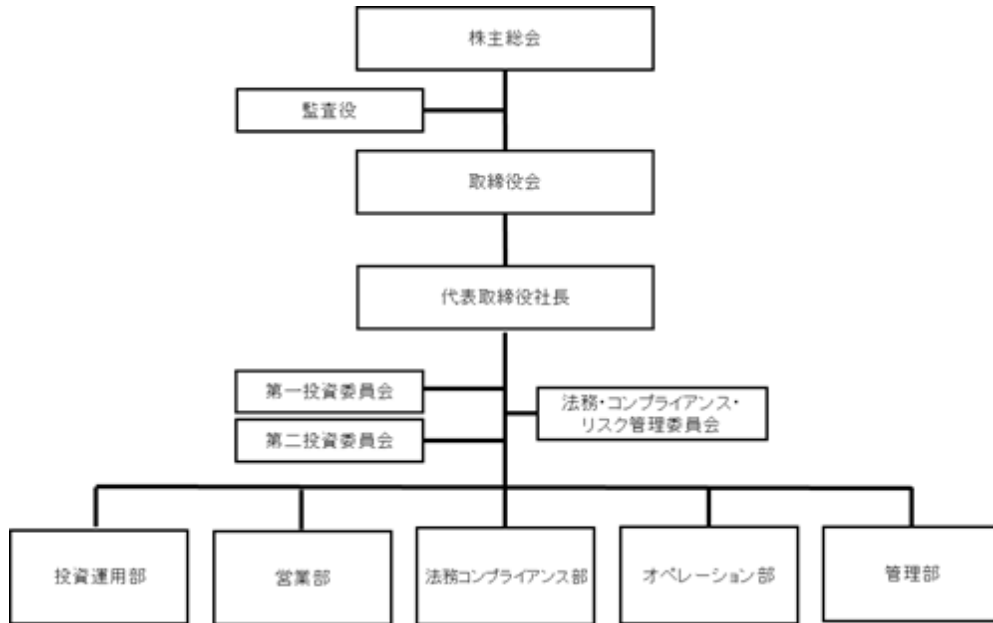 株主総会
監査役
取締役会
代表取締役社長
第一投資委員会
法務・コンプライアンス・
リスク管理委員会
第二投資委員会
投資運用部
営業部
法務コンプライアンス部
オペレーション部
管理部